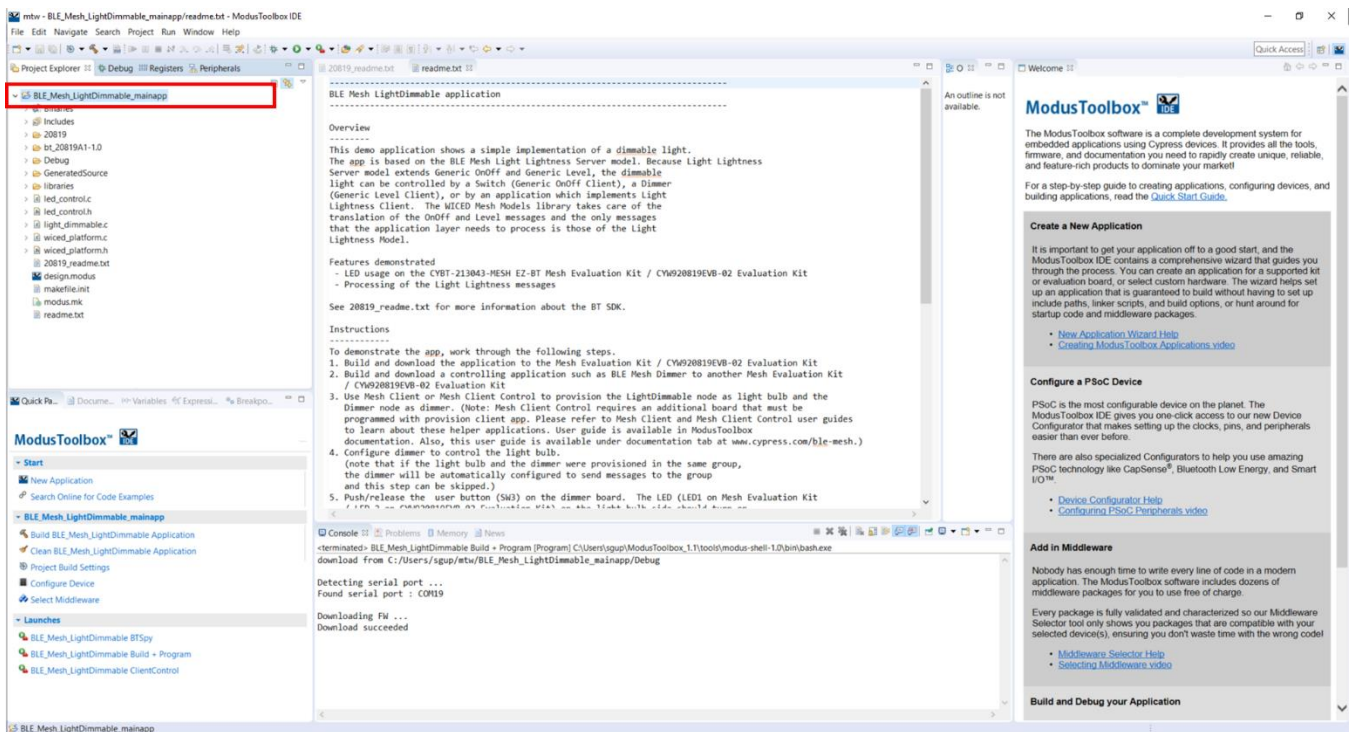 mtw - BLE_Mesh_LightDimmable_mainapp/readme.txt - ModusToolbox IDE
File Edit Navigate Search Project Run Window Help
Quick Access
Project Explorer Debug Registers Peripherals
BLE_Mesh_LightDimmable_mainapp
Binaries
Includes
20819
bt_20819A1-1.0
Debug
GeneratedSource
libraries
led_control.c
led_control.h
light_dimmable.c
wiced_platform.c
wiced_platform.h
20819_readme.txt
design.modus
makefile.init
modus.mk
readme.txt
Quick Pa... Docume... Variables Expressi... Breakpo...
ModusToolbox™
Start
New Application
Search Online for Code Examples
BLE_Mesh_LightDimmable_mainapp
Build BLE_Mesh_LightDimmable Application
Clean BLE_Mesh_LightDimmable Application
Project Build Settings
Configure Device
Select Middleware
Launches
BLE_Mesh_LightDimmable BTSpy
BLE_Mesh_LightDimmable Build + Program
BLE_Mesh_LightDimmable ClientControl
20819_readme.txt readme.txt
-------------------------------------------------------------------------------
BLE Mesh LightDimmable application
-------------------------------------------------------------------------------
Overview
--------
This demo application shows a simple implementation of a dimmable light.
The app is based on the BLE Mesh Light Lightness Server model. Because Light Lightness
Server model extends Generic OnOff and Generic Level, the dimmable
light can be controlled by a Switch (Generic OnOff Client), a Dimmer
(Generic Level Client), or by an application which implements Light
Lightness Client. The WICED Mesh Models library takes care of the
translation of the OnOff and Level messages and the only messages
that the application layer needs to process is those of the Light
Lightness Model.
Features demonstrated
- LED usage on the CYBT-213043-MESH EZ-BT Mesh Evaluation Kit / CYW920819EVB-02 Evaluation Kit
- Processing of the Light Lightness messages
See 20819_readme.txt for more information about the BT SDK.
Instructions
------------
To demonstrate the app, work through the following steps.
1. Build and download the application to the Mesh Evaluation Kit / CYW920819EVB-02 Evaluation Kit
2. Build and download a controlling application such as BLE Mesh Dimmer to another Mesh Evaluation Kit
/ CYW920819EVB-02 Evaluation Kit
3. Use Mesh Client or Mesh Client Control to provision the LightDimmable node as light bulb and the
Dimmer node as dimmer. (Note: Mesh Client Control requires an additional board that must be
programmed with provision client app. Please refer to Mesh Client and Mesh Client Control user guides
to learn about these helper applications. User guide is available in ModusToolbox
documentation. Also, this user guide is available under documentation tab at www.cypress.com/ble-mesh.)
4. Configure dimmer to control the light bulb.
(note that if the light bulb and the dimmer were provisioned in the same group,
the dimmer will be automatically configured to send messages to the group
and this step can be skipped.)
5. Push/release the user button (SW3) on the dimmer board. The LED (LED1 on Mesh Evaluation Kit
/ LED 2 on CYW920819EVB-02 Evaluation Kit) on the light bulb side should turn on
Console Problems Memory News
<terminated> BLE_Mesh_LightDimmable Build + Program [Program] C:\Users\sgup\ModusToolbox_1.1\tools\modus-shell-1.0\bin\bash.exe
download from C:/Users/sgup/mtw/BLE_Mesh_LightDimmable_mainapp/Debug
Detecting serial port ...
Found serial port : COM19
Downloading FW ...
Download succeeded
O
An outline is not
available.
Welcome
ModusToolbox™ IDE
The ModusToolbox software is a complete development system for
embedded applications using Cypress devices. It provides all the tools,
firmware, and documentation you need to rapidly create unique, reliable,
and feature-rich products to dominate your market!
For a step-by-step guide to creating applications, configuring devices, and
building applications, read the Quick Start Guide.
Create a New Application
It is important to get your application off to a good start, and the
ModusToolbox IDE contains a comprehensive wizard that guides you
through the process. You can create an application for a supported kit
or evaluation board, or select custom hardware. The wizard helps set
up an application that is guaranteed to build without having to set up
include paths, linker scripts, and build options, or hunt around for
startup code and middleware packages.
• New Application Wizard Help
• Creating ModusToolbox Applications video
Configure a PSoC Device
PSoC is the most configurable device on the planet. The
ModusToolbox IDE gives you one-click access to our new Device
Configurator that makes setting up the clocks, pins, and peripherals
easier than ever before.
There are also specialized Configurators to help you use amazing
PSoC technology like CapSense®, Bluetooth Low Energy, and Smart
I/O™.
• Device Configurator Help
• Configuring PSoC Peripherals video
Add in Middleware
Nobody has enough time to write every line of code in a modern
application. The ModusToolbox software includes dozens of
middleware packages for you to use free of charge.
Every package is fully validated and characterized so our Middleware
Selector tool only shows you packages that are compatible with your
selected device(s), ensuring you don't waste time with the wrong code!
• Middleware Selector Help
• Selecting Middleware video
Build and Debug your Application
BLE_Mesh_LightDimmable_mainapp